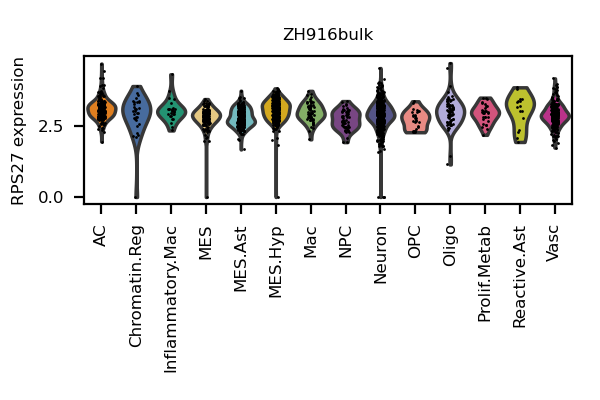 ZH916bulk
RPS27 expression
2.5
0.0
AC
Chromatin.Reg
Inflammatory.Mac
MES
MES.Ast
MES.Hyp
Mac
NPC
Neuron
OPC
Oligo
Prolif.Metab
Reactive.Ast
Vasc